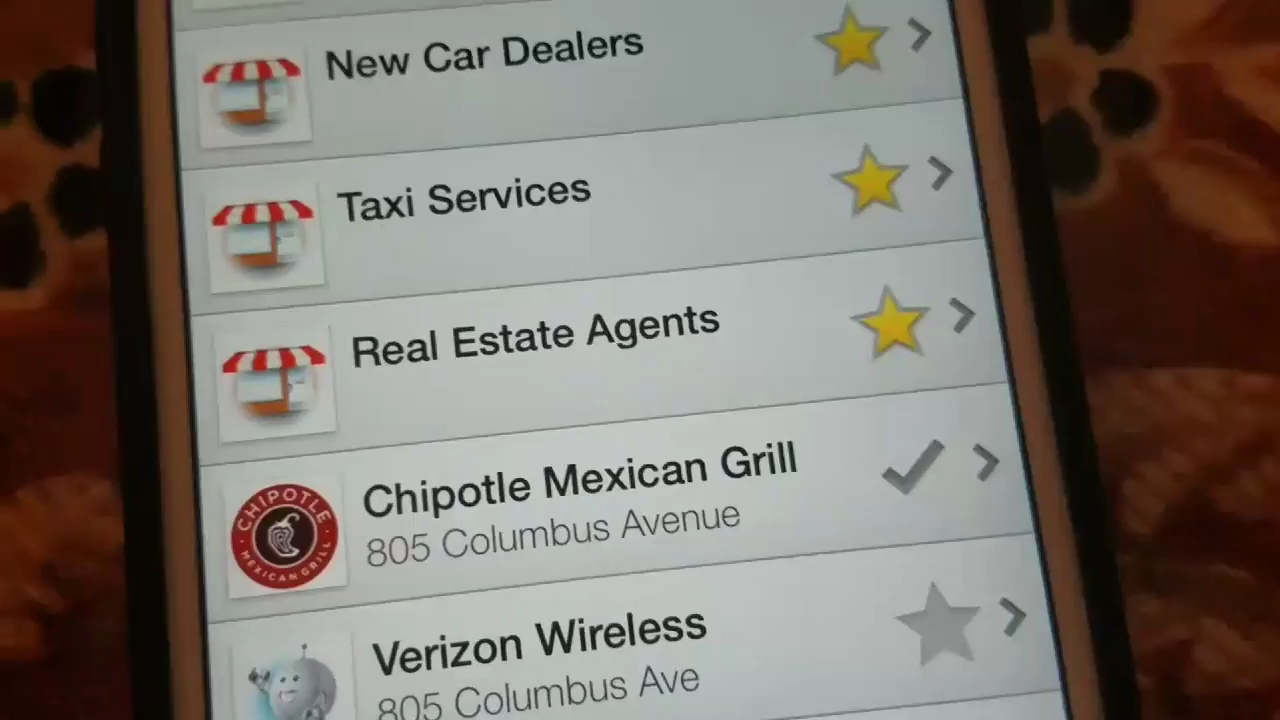 New Car Dealers
Taxi Services
Real Estate Agents
Chipotle Mexican Grill
805 Columbus Avenue
CHIPOTLE
MEXICAN GRILL
Verizon Wireless
805 Columbus Ave